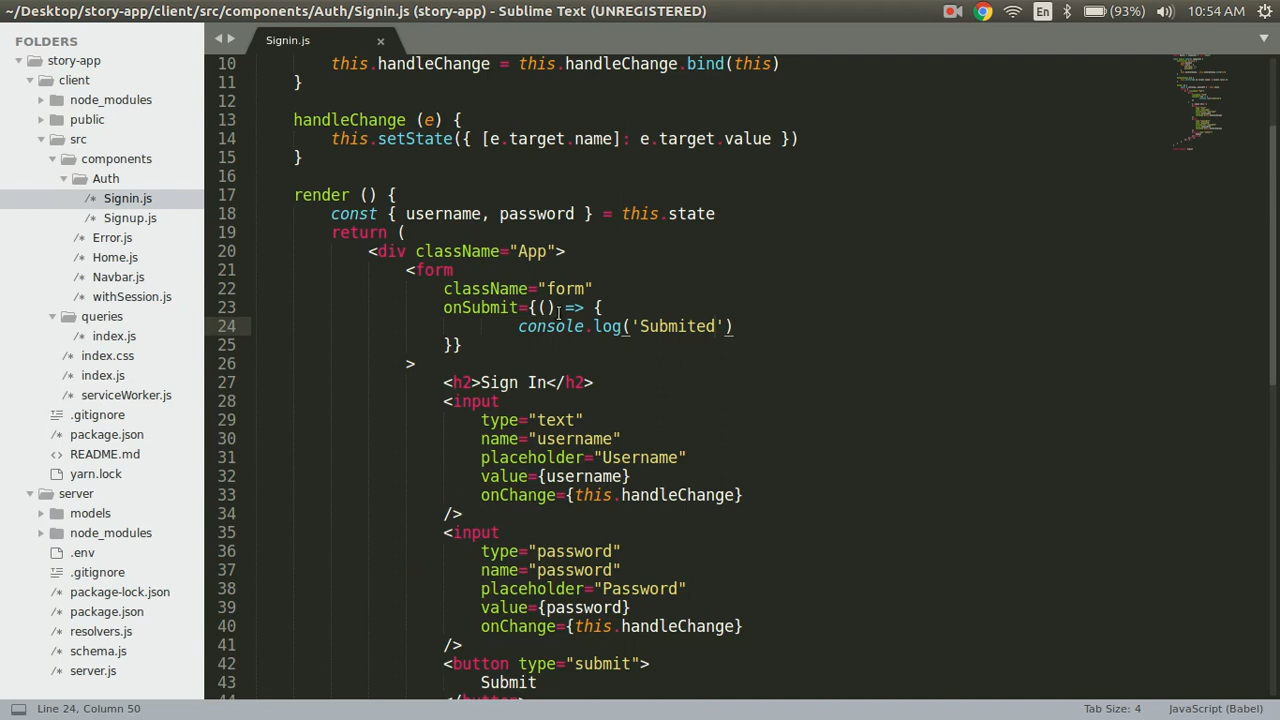 ~/Desktop/story-app/client/src/components/Auth/Signin.js (story-app) - Sublime Text (UNREGISTERED)
En
(93%)
10:54 AM
FOLDERS
story-app
client
node_modules
public
src
components
Auth
Signin.js
Signup.js
Error.js
Home.js
Navbar.js
withSession.js
queries
index.js
index.css
index.js
serviceWorker.js
.gitignore
package.json
README.md
yarn.lock
server
models
node_modules
.env
.gitignore
package-lock.json
package.json
resolvers.js
schema.js
server.js
Signin.js
10 this.handleChange = this.handleChange.bind(this)
11 }
12
13 handleChange (e) {
14 this.setState({ [e.target.name]: e.target.value })
15 }
16
17 render () {
18 const { username, password } = this.state
19 return (
20 <div className="App">
21 <form
22 className="form"
23 onSubmit={() => {
24 console.log('Submited')
25 }}
26 >
27 <h2>Sign In</h2>
28 <input
29 type="text"
30 name="username"
31 placeholder="Username"
32 value={username}
33 onChange={this.handleChange}
34 />
35 <input
36 type="password"
37 name="password"
38 placeholder="Password"
39 value={password}
40 onChange={this.handleChange}
41 />
42 <button type="submit">
43 Submit
44 </button>
Line 24, Column 50
Tab Size: 4
JavaScript (Babel)